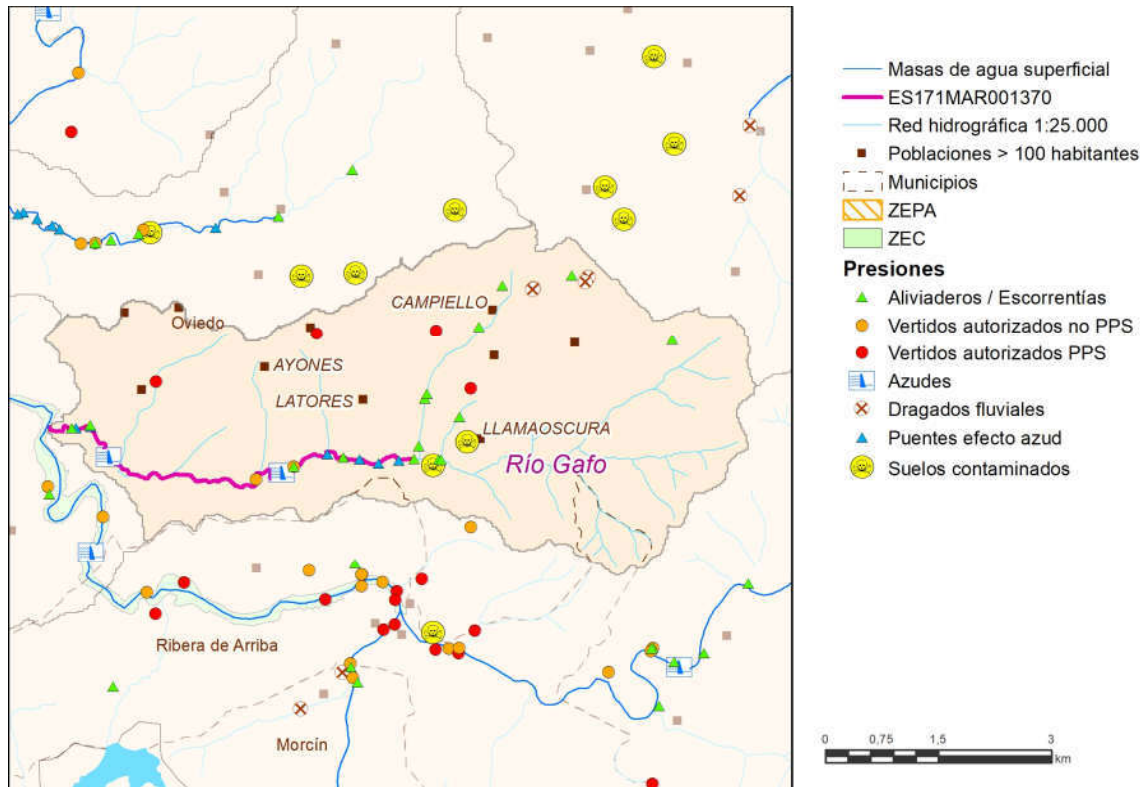 Oviedo
CAMPIELLO
AYONES
LATORES
LLAMAOSCURA
Río Gafo
Ribera de Arriba
Morcín
Masas de agua superficial
ES171MAR001370
Red hidrográfica 1:25.000
Poblaciones > 100 habitantes
Municipios
ZEPA
ZEC
Presiones
Aliviaderos / Escorrentías
Vertidos autorizados no PPS
Vertidos autorizados PPS
Azudes
Dragados fluviales
Puentes efecto azud
Suelos contaminados
0 0,75 1,5 3
km